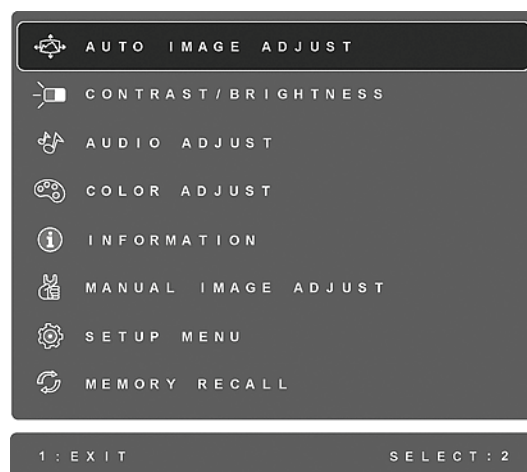 AUTO IMAGE ADJUST
CONTRAST/BRIGHTNESS
AUDIO ADJUST
COLOR ADJUST
INFORMATION
MANUAL IMAGE ADJUST
SETUP MENU
MEMORY RECALL
1:EXIT SELECT:2